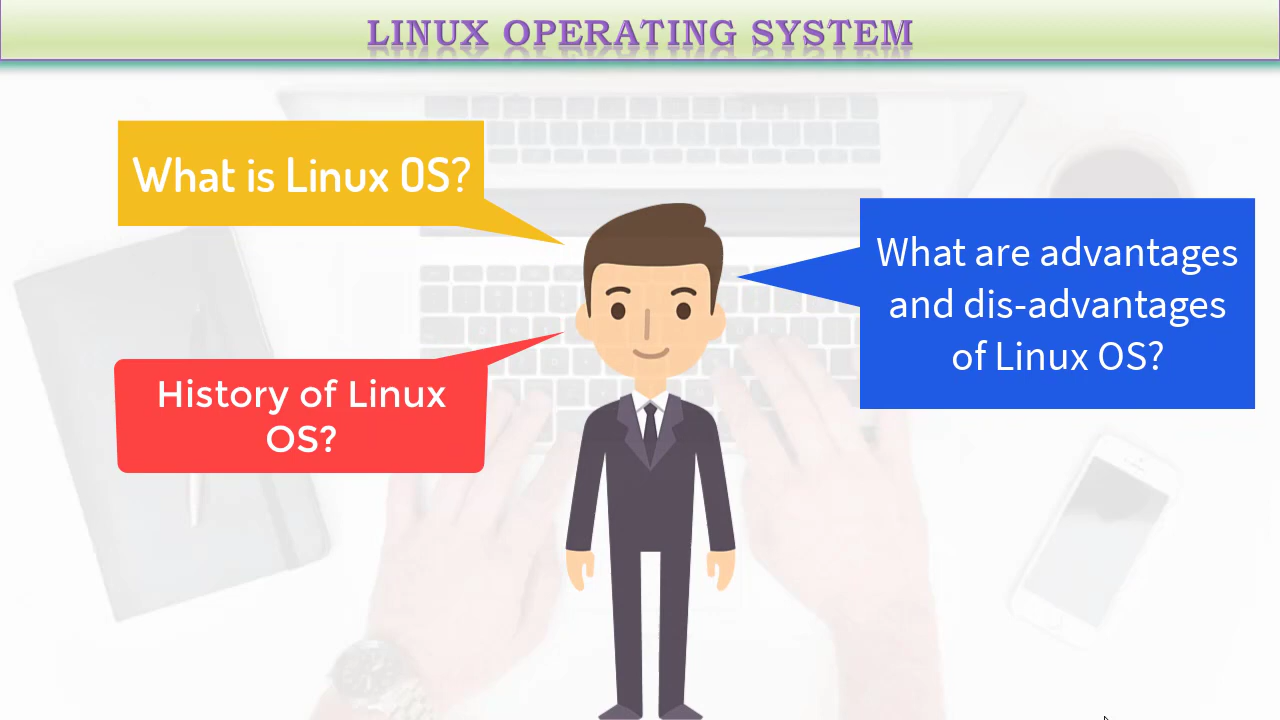 LINUX OPERATING SYSTEM
What is Linux OS?
What are advantages
and dis-advantages
of Linux OS?
History of Linux
OS?